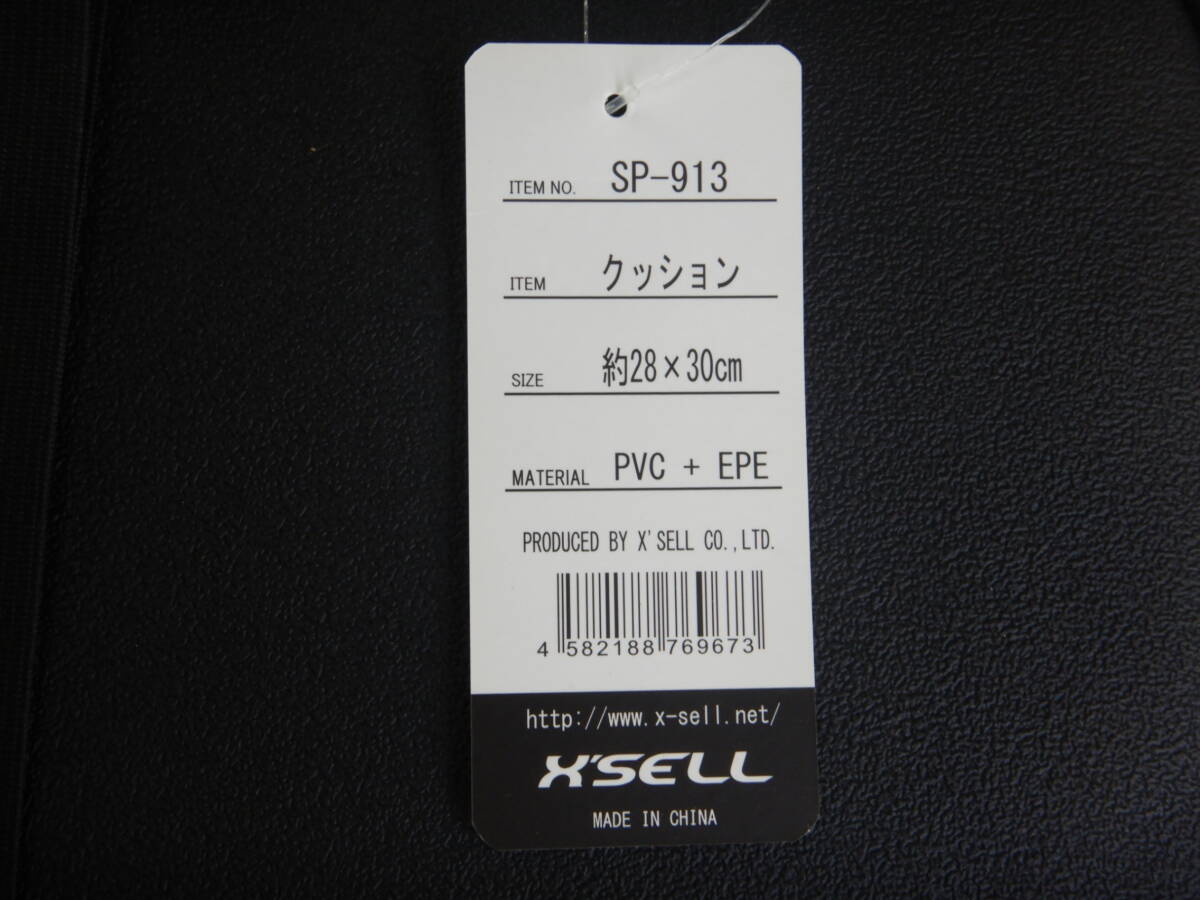 ITEM NO. SP-913
ITEM クッション
SIZE 約28×30cm
MATERIAL PVC + EPE
PRODUCED BY X'SELL CO.,LTD.
4 582188 769673
http://www.x-sell.net/
X'SELL
MADE IN CHINA